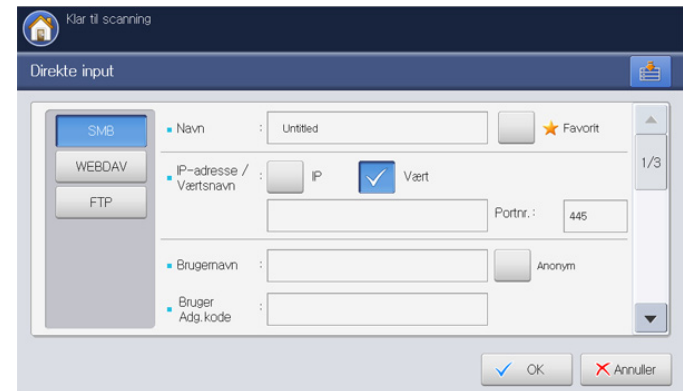 Klar til scanning
Direkte input
SMB
WEBDAV
FTP
Navn : Untitled Favorit
IP-adresse / : IP Vært
Værtsnavn
Portnr. : 445
Brugernavn : Anonym
Bruger :
Adg.kode
1/3
OK Annuller